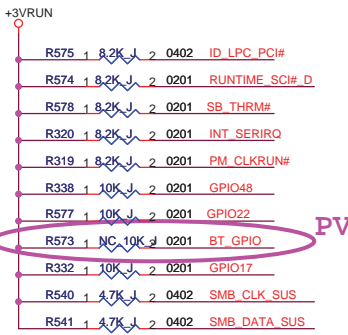 +3VRUN
R575 1 8.2K_J 2 0402 ID_LPC_PCI#
R574 1 8.2K_J 2 0201 RUNTIME_SCI#_D
R578 1 8.2K_J 2 0201 SB_THRM#
R320 1 8.2K_J 2 0201 INT_SERIRQ
R319 1 8.2K_J 2 0201 PM_CLKRUN#
R338 1 10K_J 2 0201 GPIO48
R577 1 10K_J 2 0201 GPIO22
R573 1 NC_10K_J 2 0201 BT_GPIO PV
R332 1 10K_J 2 0201 GPIO17
R540 1 4.7K_J 2 0402 SMB_CLK_SUS
R541 1 4.7K_J 2 0402 SMB_DATA_SUS